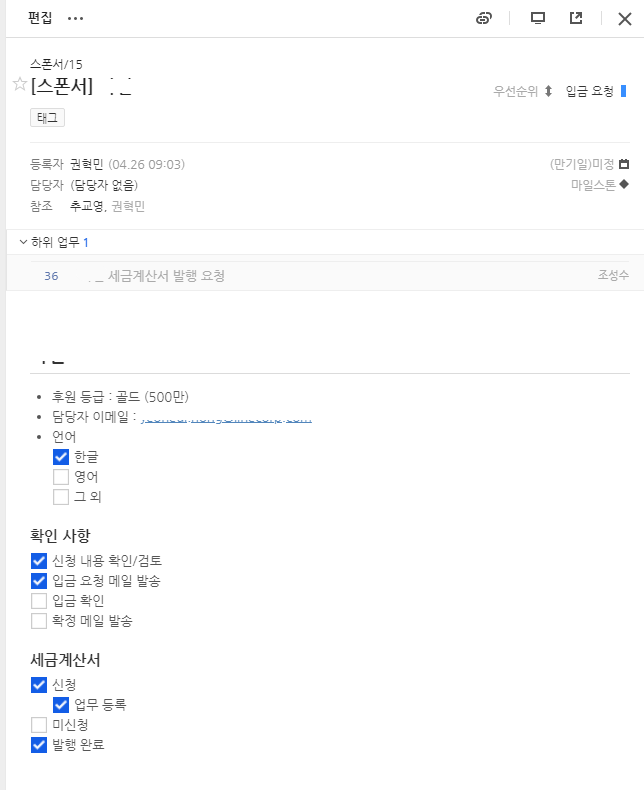 편집
스폰서/15
[스폰서]
우선순위 입금 요청
태그
등록자 권혁민 (04.26 09:03) (만기일)미정
담당자 (담당자 없음) 마일스톤
참조 추교영, 권혁민
하위 업무 1
36 세금계산서 발행 요청 조성수
후원 등급 : 골드 (500만)
담당자 이메일 :
언어
한글
영어
그 외
확인 사항
신청 내용 확인/검토
입금 요청 메일 발송
입금 확인
확정 메일 발송
세금계산서
신청
업무 등록
미신청
발행 완료